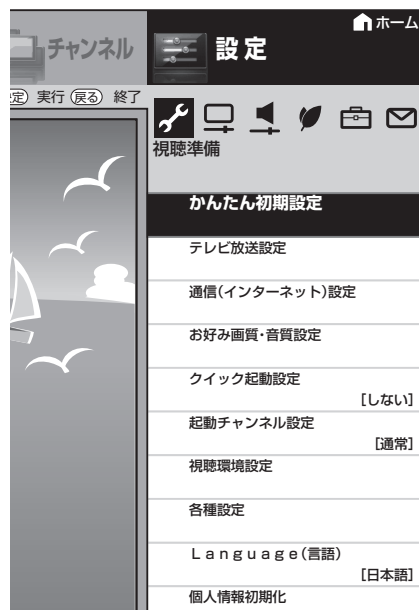 ホーム
チャンネル
設定
実行 戻る 終了
視聴準備
かんたん初期設定
テレビ放送設定
通信(インターネット)設定
お好み画質・音質設定
クイック起動設定
[しない]
起動チャンネル設定
[通常]
視聴環境設定
各種設定
Language(言語)
[日本語]
個人情報初期化